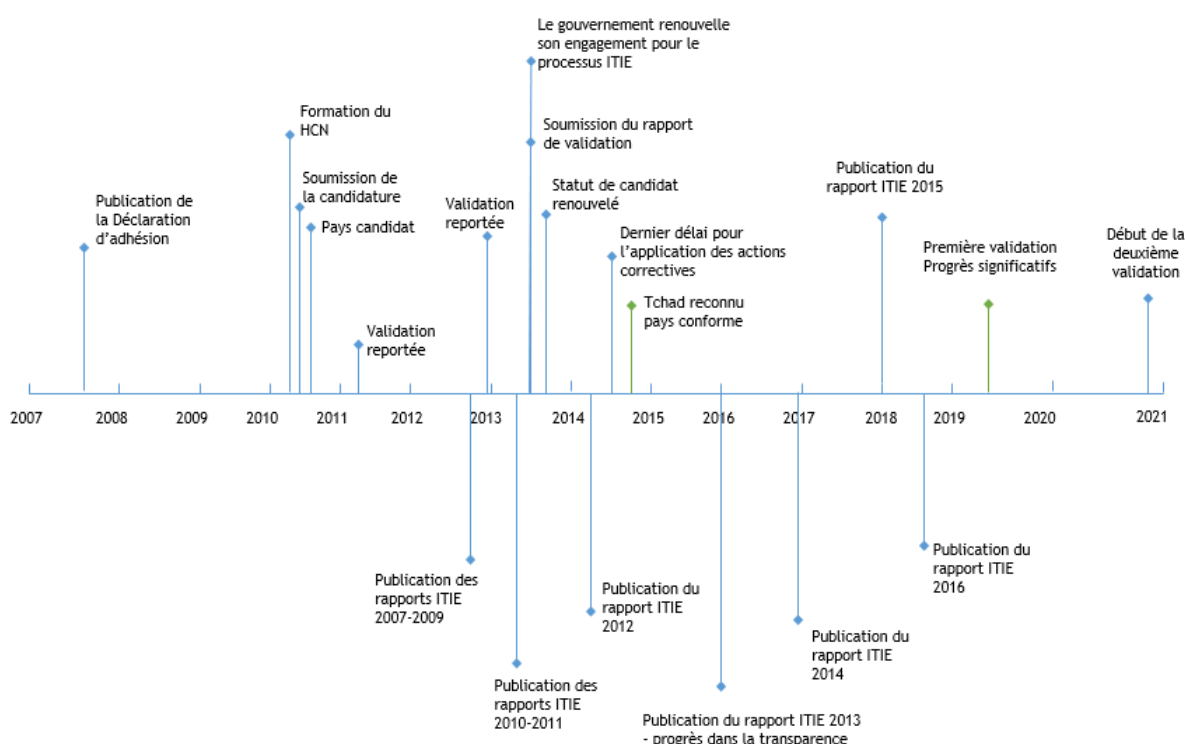 Le gouvernement renouvelle
son engagement pour le
processus ITIE
Formation du
HCN
Soumission du rapport
de validation
Publication du
rapport ITIE 2015
Soumission de
la candidature
Statut de candidat
renouvelé
Publication de
la Déclaration
d'adhésion
Validation
reportée
Pays candidat
Dernier délai pour
l'application des actions
correctives
Première validation
Progrès significatifs
Début de la
deuxième
validation
Tchad reconnu
pays conforme
Validation
reportée
2007 2008 2009 2010 2011 2012 2013 2014 2015 2016 2017 2018 2019 2020 2021
Publication du
rapport ITIE
2016
Publication des
rapports ITIE
2007-2009
Publication du
rapport ITIE
2012
Publication du
rapport ITIE
2014
Publication des
rapports ITIE
2010-2011
Publication du rapport ITIE 2013
- progrès dans la transparence